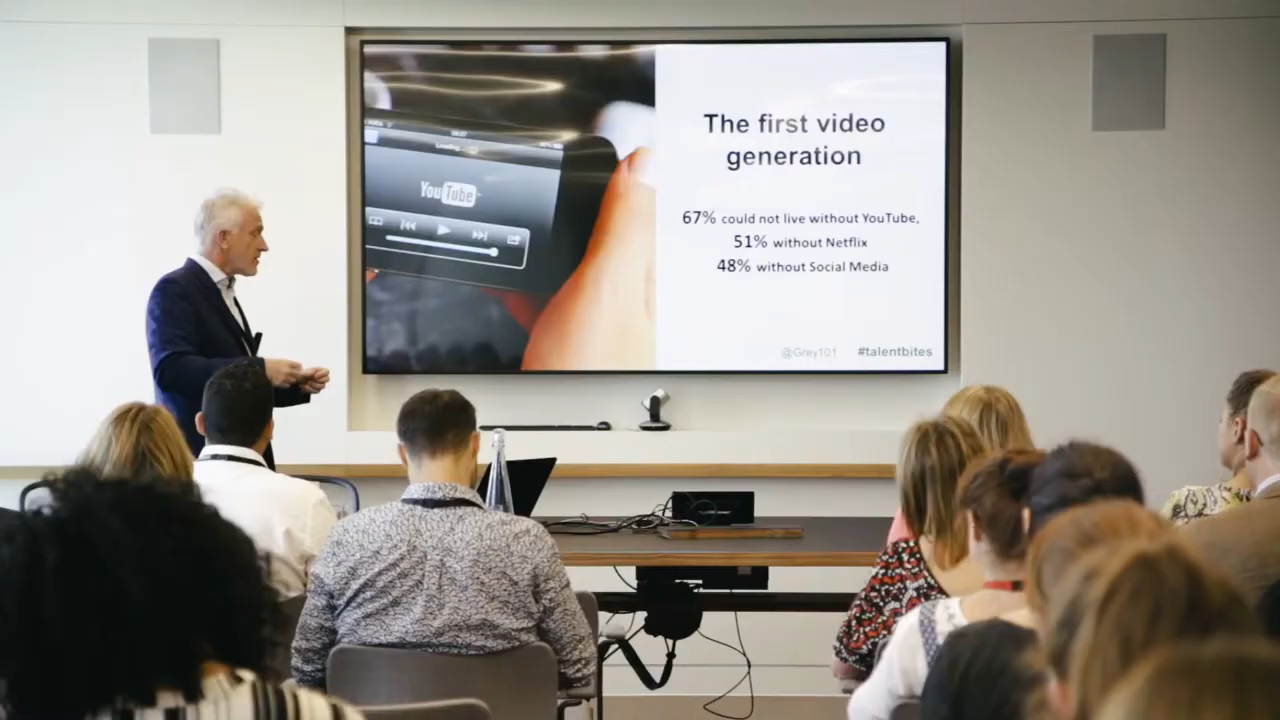 Loading...
YouTube
The first video
generation
67% could not live without YouTube,
51% without Netflix
48% without Social Media
@Grey101 #talentbites